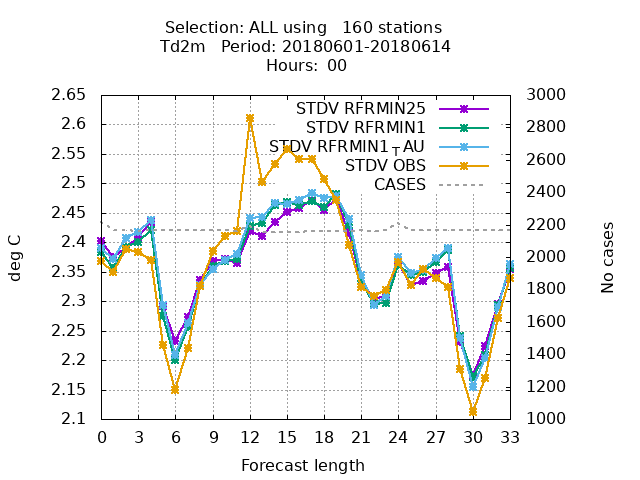 Selection: ALL using   160 stations
Td2m   Period: 20180601-20180614
Hours:  00
STDV RFRMIN25
STDV RFRMIN1
STDV RFRMIN1┬AU
STDV OBS
CASES
2.65
2.6
2.55
2.5
2.45
2.4
2.35
2.3
2.25
2.2
2.15
2.1
deg C
3000
2800
2600
2400
2200
2000
1800
1600
1400
1200
1000
No cases
0 3 6 9 12 15 18 21 24 27 30 33
Forecast length